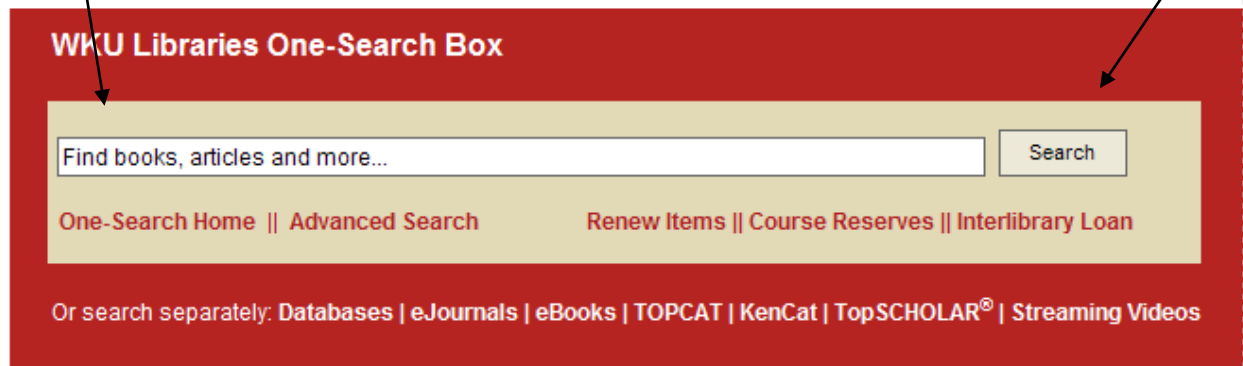 WKU Libraries One-Search Box
Find books, articles and more...
Search
One-Search Home || Advanced Search
Renew Items || Course Reserves || Interlibrary Loan
Or search separately: Databases | eJournals | eBooks | TOPCAT | KenCat | TopSCHOLAR® | Streaming Videos